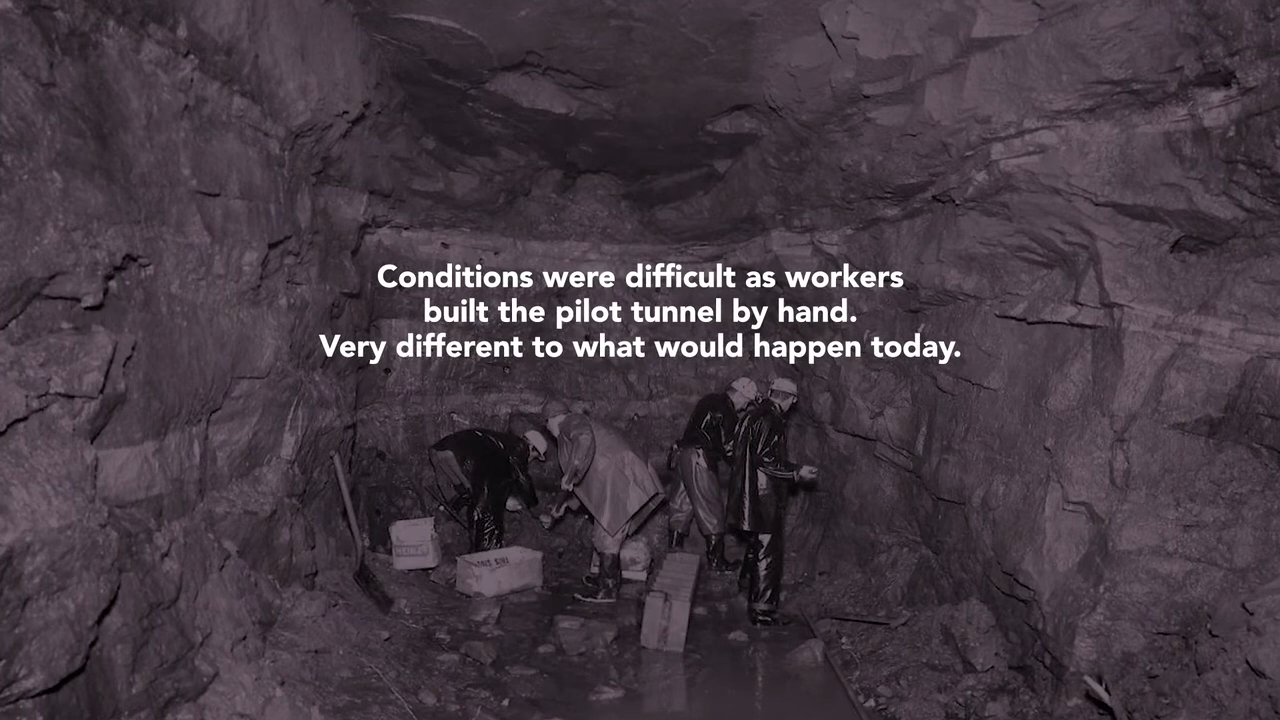 Conditions were difficult as workers
built the pilot tunnel by hand.
Very different to what would happen today.